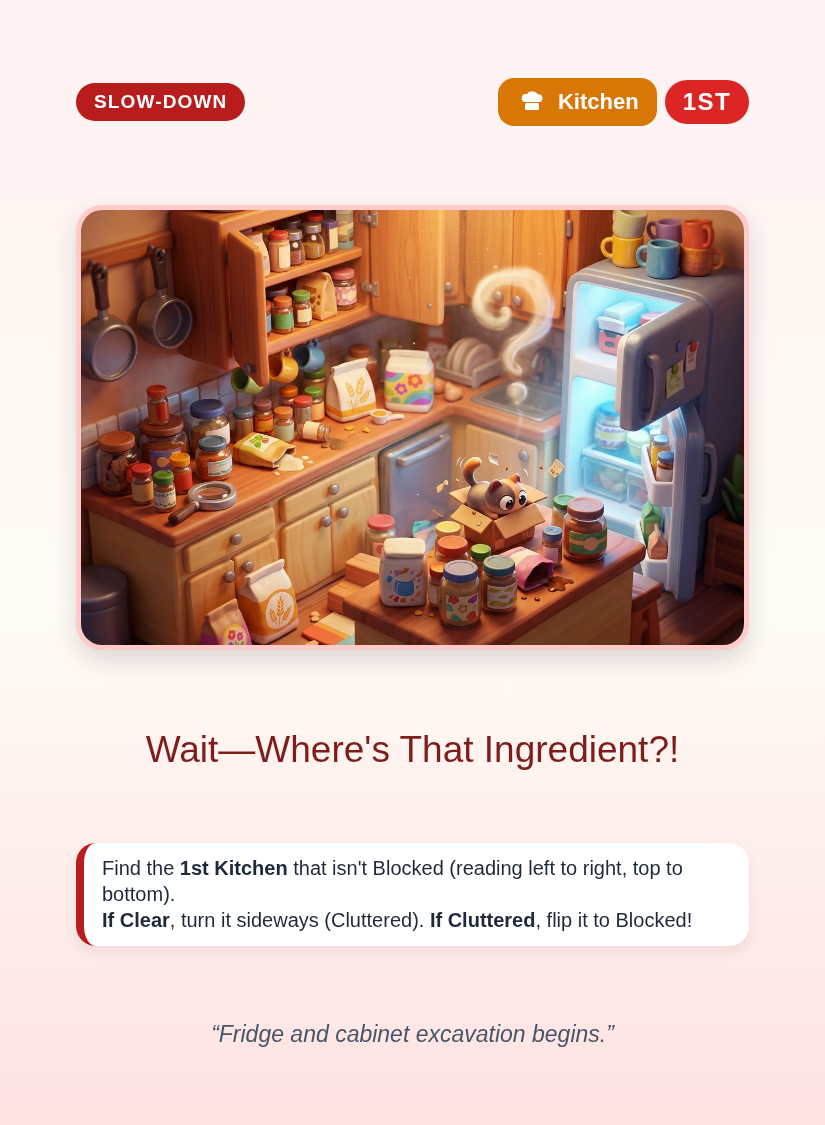 SLOW-DOWN
Kitchen
1ST
Wait—Where's That Ingredient?!
Find the 1st Kitchen that isn't Blocked (reading left to right, top to
bottom).
If Clear, turn it sideways (Cluttered). If Cluttered, flip it to Blocked!
“Fridge and cabinet excavation begins.”